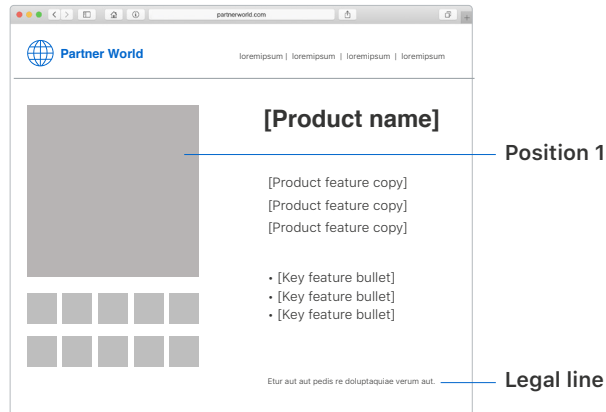 partnerworld.com
Partner World
loremipsum | loremipsum | loremipsum | loremipsum
[Product name]
Position 1
[Product feature copy]
[Product feature copy]
[Product feature copy]
• [Key feature bullet]
• [Key feature bullet]
• [Key feature bullet]
Etur aut aut pedis re doluptaquiae verum aut.
Legal line